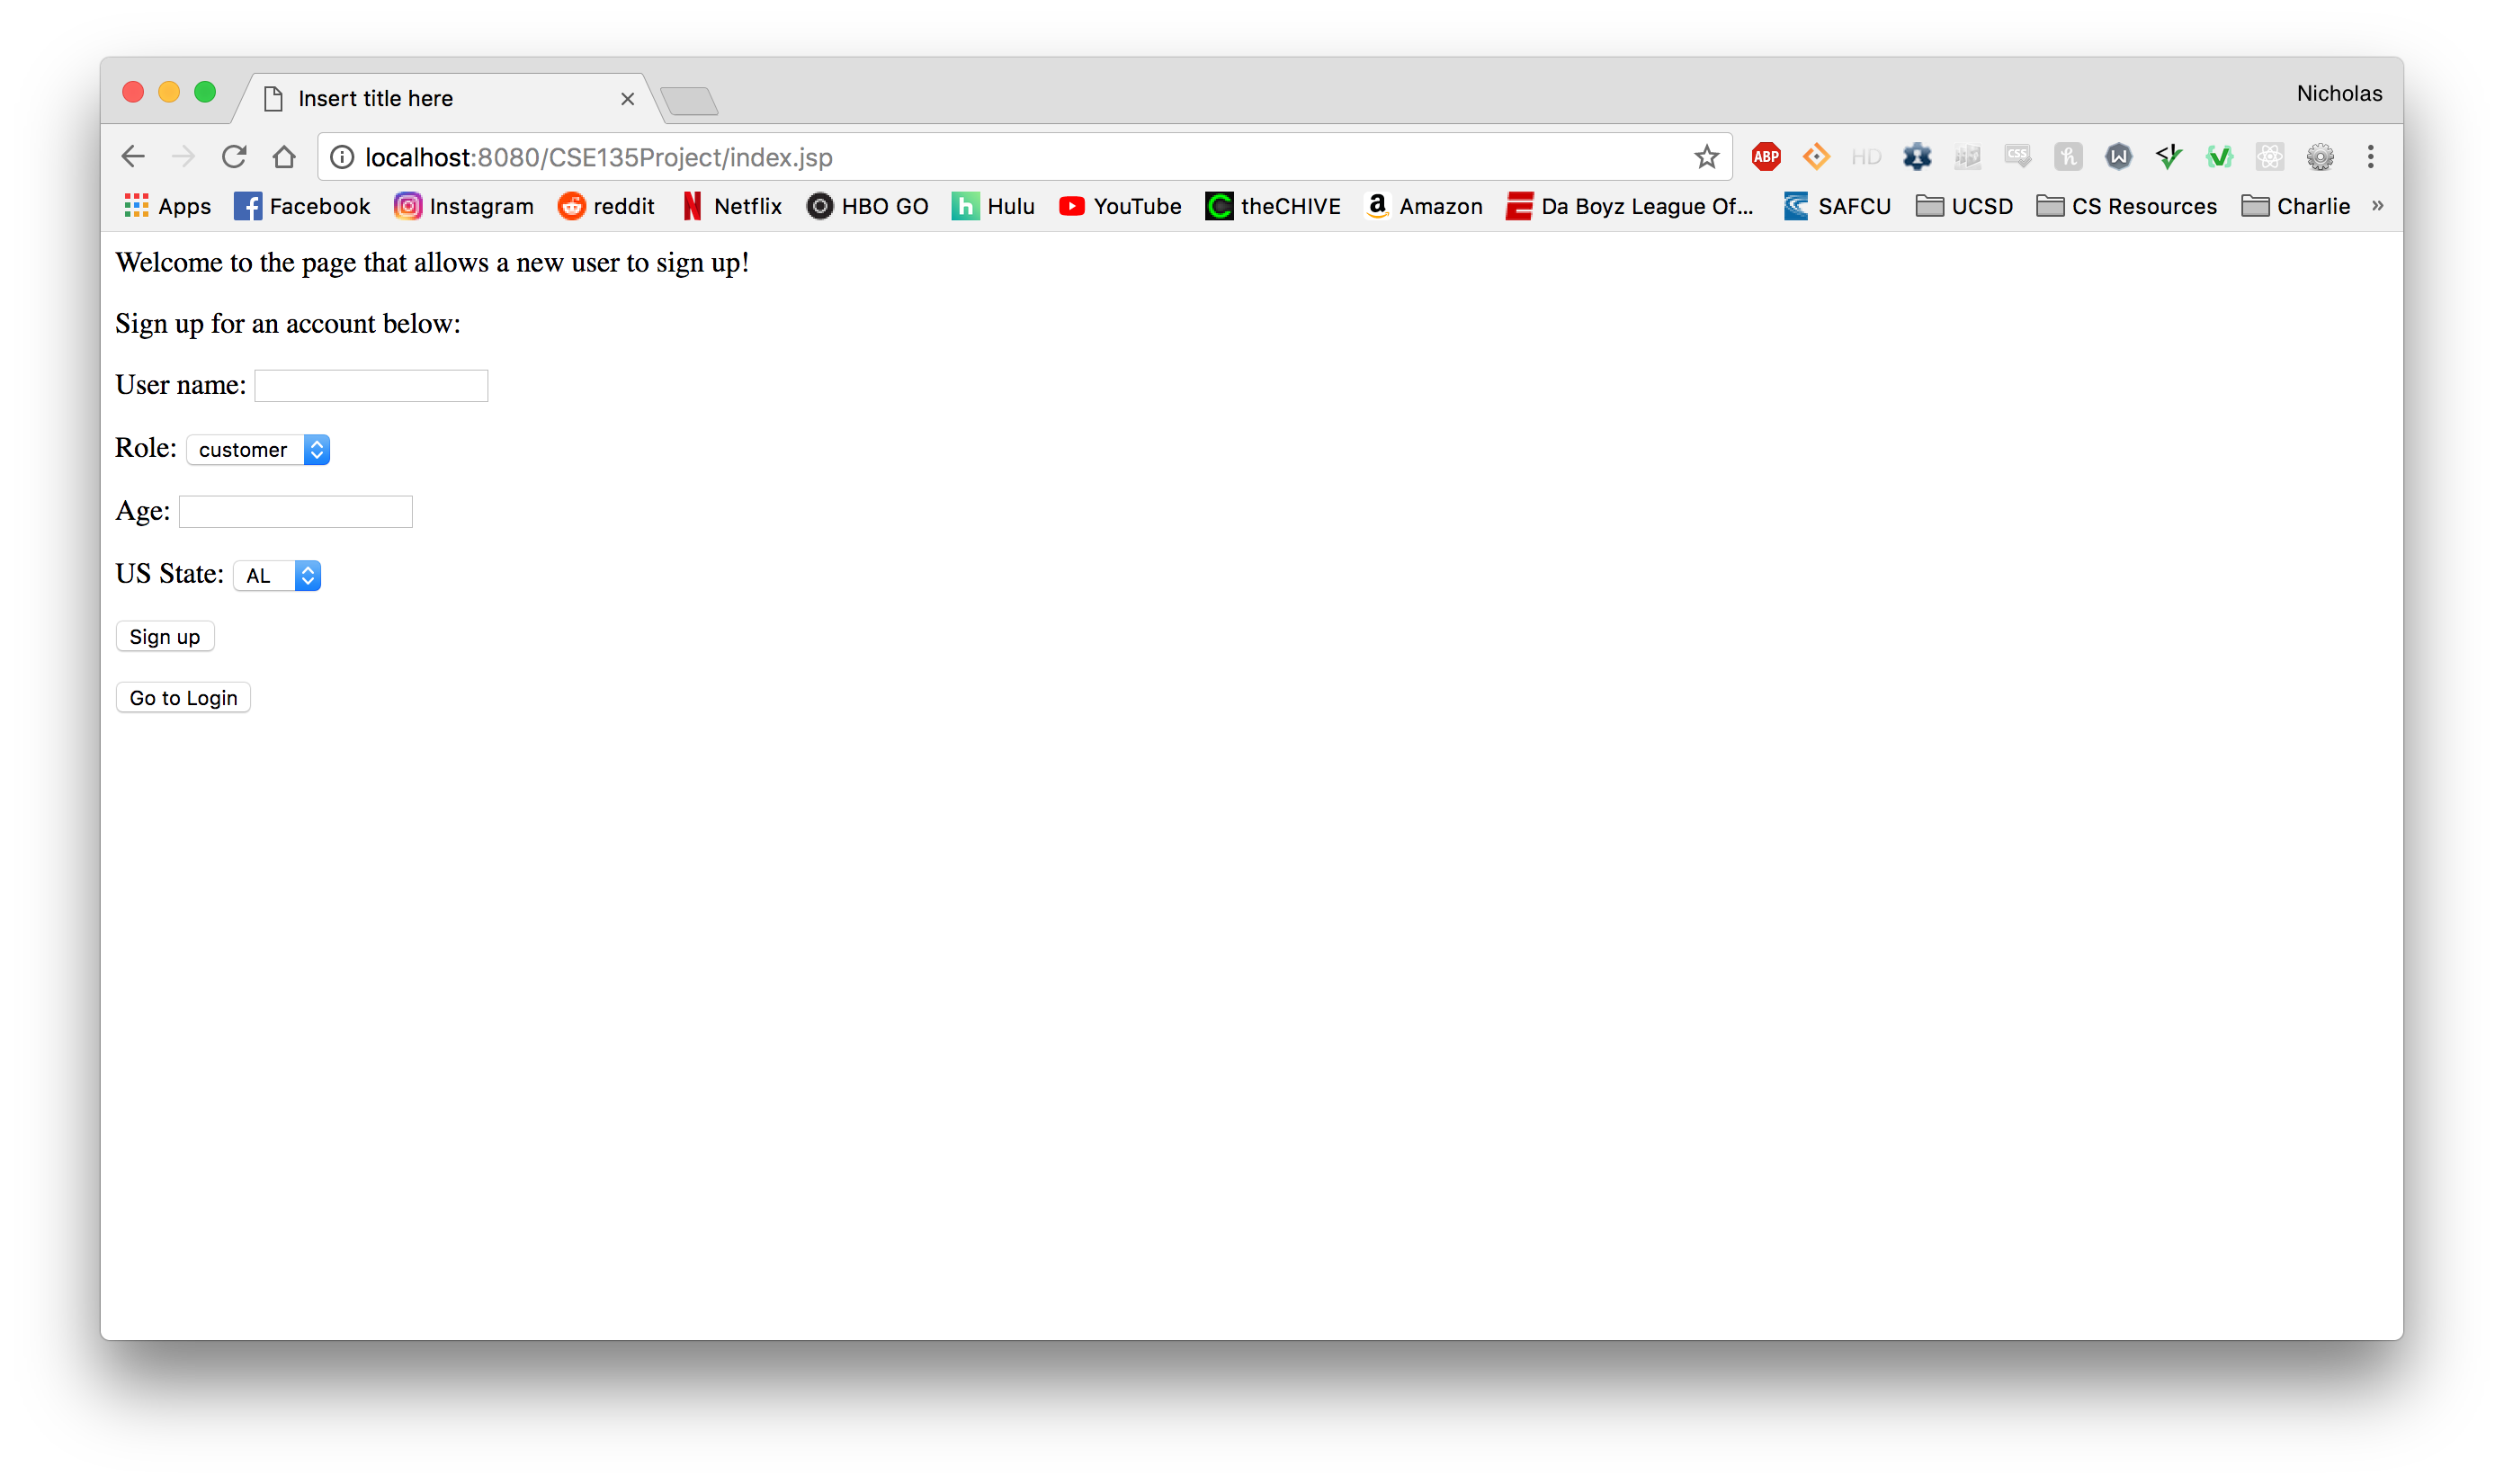 Insert title here
Nicholas
localhost:8080/CSE135Project/index.jsp
ABP
HD
CSS
Apps Facebook Instagram reddit Netflix HBO GO Hulu YouTube theCHIVE Amazon Da Boyz League Of... SAFCU UCSD CS Resources Charlie »
Welcome to the page that allows a new user to sign up!
Sign up for an account below:
User name:
Role: customer
Age:
US State: AL
Sign up
Go to Login